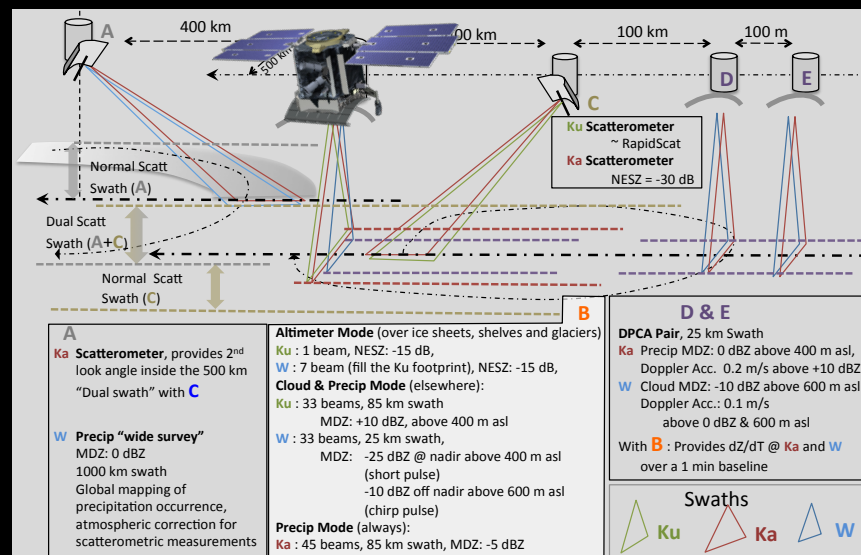 A
400 km
500 km
00 km
100 km
100 m
C
D
E
Ku Scatterometer
~ RapidScat
Ka Scatterometer
NESZ = -30 dB
Normal Scatt
Swath (A)
Dual Scatt
Swath (A+C)
Normal Scatt
Swath (C)
A
Ka Scatterometer, provides 2nd
look angle inside the 500 km
“Dual swath” with C
W Precip “wide survey”
MDZ: 0 dBZ
1000 km swath
Global mapping of
precipitation occurrence,
atmospheric correction for
scatterometric measurements
B
Altimeter Mode (over ice sheets, shelves and glaciers)
Ku : 1 beam, NESZ: -15 dB,
W : 7 beam (fill the Ku footprint), NESZ: -15 dB,
Cloud & Precip Mode (elsewhere):
Ku : 33 beams, 85 km swath
MDZ: +10 dBZ, above 400 m asl
W : 33 beams, 25 km swath,
MDZ: -25 dBZ @ nadir above 400 m asl
(short pulse)
-10 dBZ off nadir above 600 m asl
(chirp pulse)
Precip Mode (always):
Ka : 45 beams, 85 km swath, MDZ: -5 dBZ
D & E
DPCA Pair, 25 km Swath
Ka Precip MDZ: 0 dBZ above 400 m asl,
Doppler Acc. 0.2 m/s above +10 dBZ
W Cloud MDZ: -10 dBZ above 600 m asl
Doppler Acc.: 0.1 m/s
above 0 dBZ & 600 m asl
With B : Provides dZ/dT @ Ka and W
over a 1 min baseline
Swaths
Ku Ka W